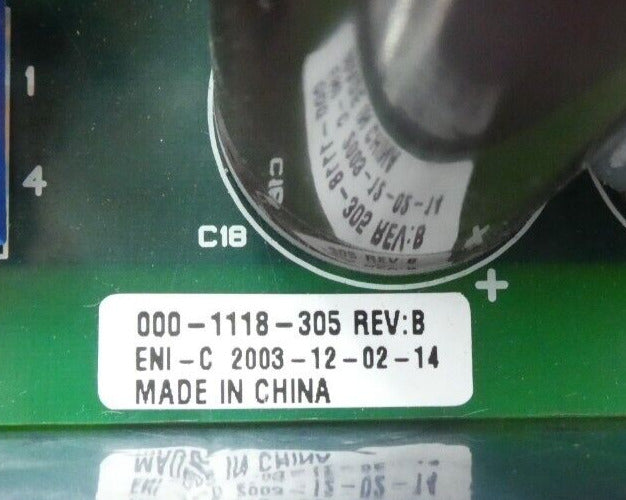 1
4
C18
+
000-1118-305 REV:B
ENI-C 2003-12-02-14
MADE IN CHINA